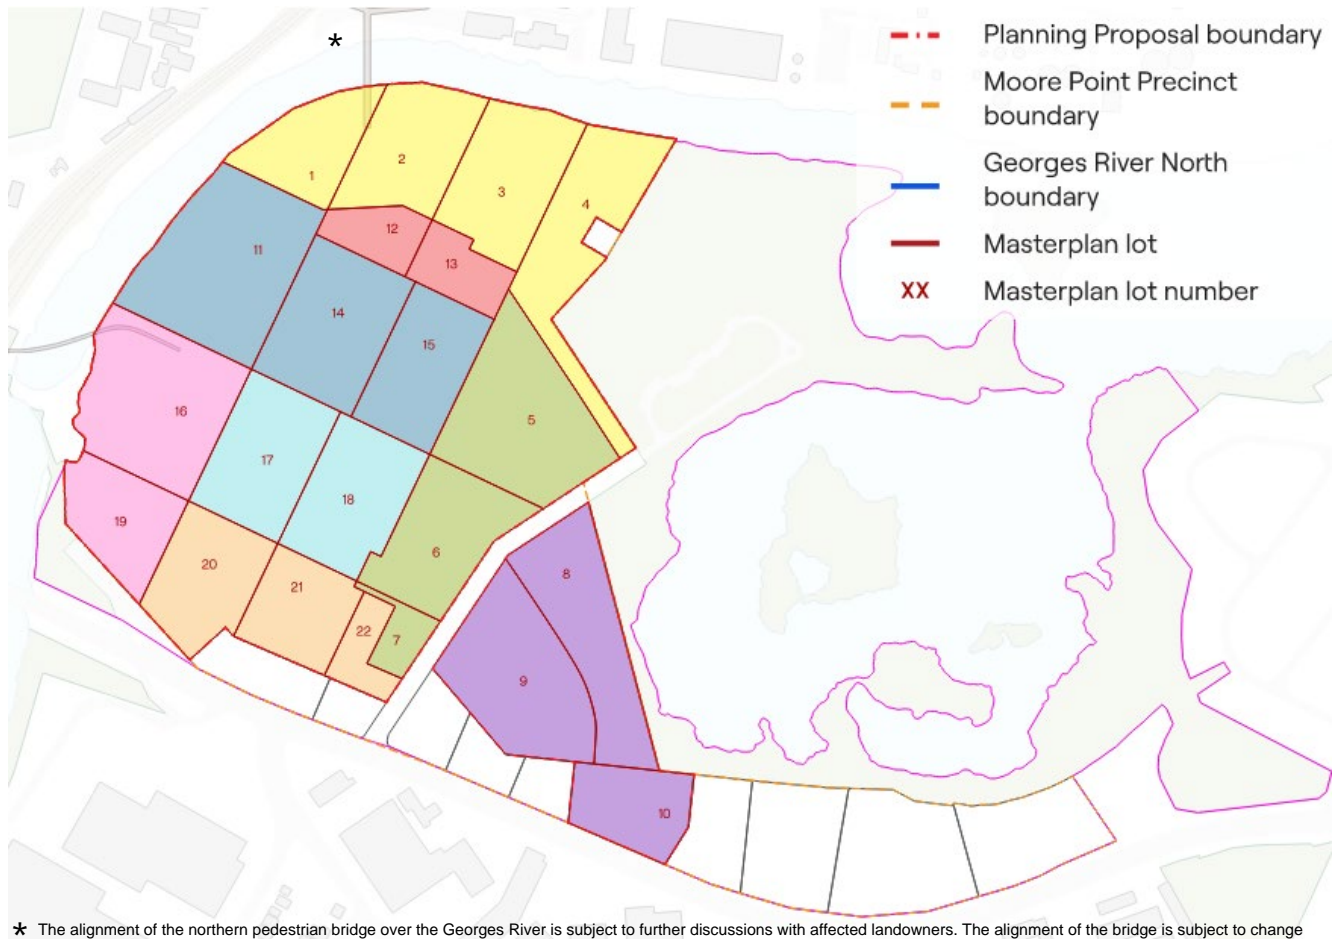 *
Planning Proposal boundary
Moore Point Precinct
boundary
Georges River North
boundary
Masterplan lot
XX Masterplan lot number
1
2
3
4
12
13
11
14
15
5
16
17
18
6
19
20
21
22
7
8
9
10
* The alignment of the northern pedestrian bridge over the Georges River is subject to further discussions with affected landowners. The alignment of the bridge is subject to change